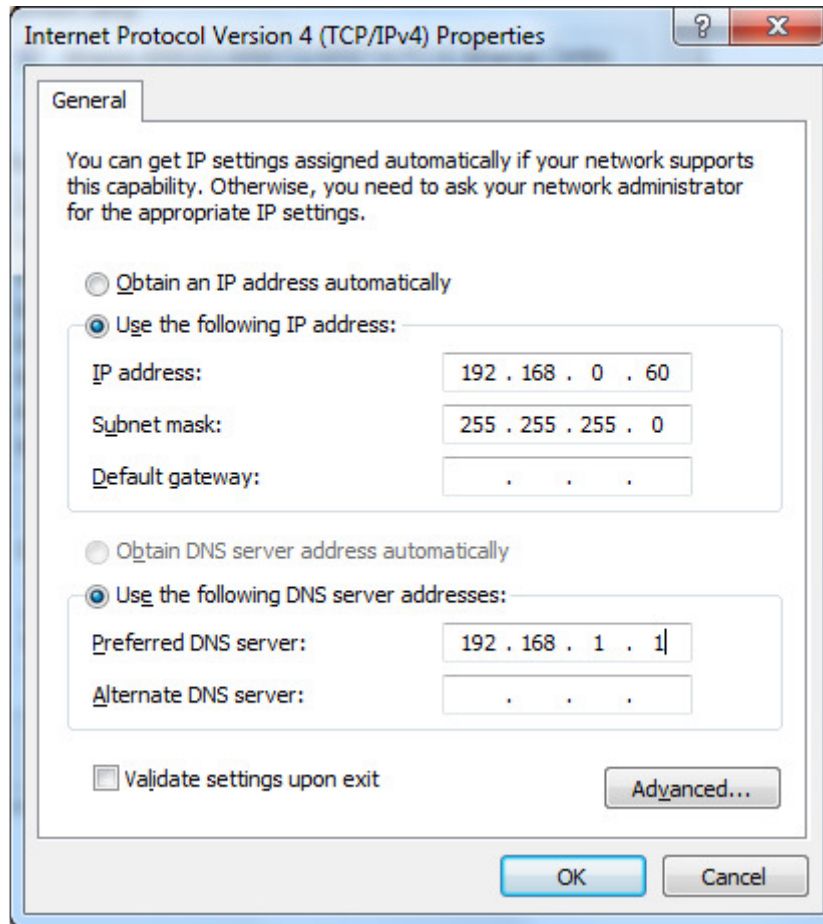 Internet Protocol Version 4 (TCP/IPv4) Properties
General
You can get IP settings assigned automatically if your network supports
this capability. Otherwise, you need to ask your network administrator
for the appropriate IP settings.
Obtain an IP address automatically
Use the following IP address:
IP address: 192 . 168 . 0 . 60
Subnet mask: 255 . 255 . 255 . 0
Default gateway: . . .
Obtain DNS server address automatically
Use the following DNS server addresses:
Preferred DNS server: 192 . 168 . 1 . 1
Alternate DNS server: . . .
Validate settings upon exit
Advanced...
OK Cancel